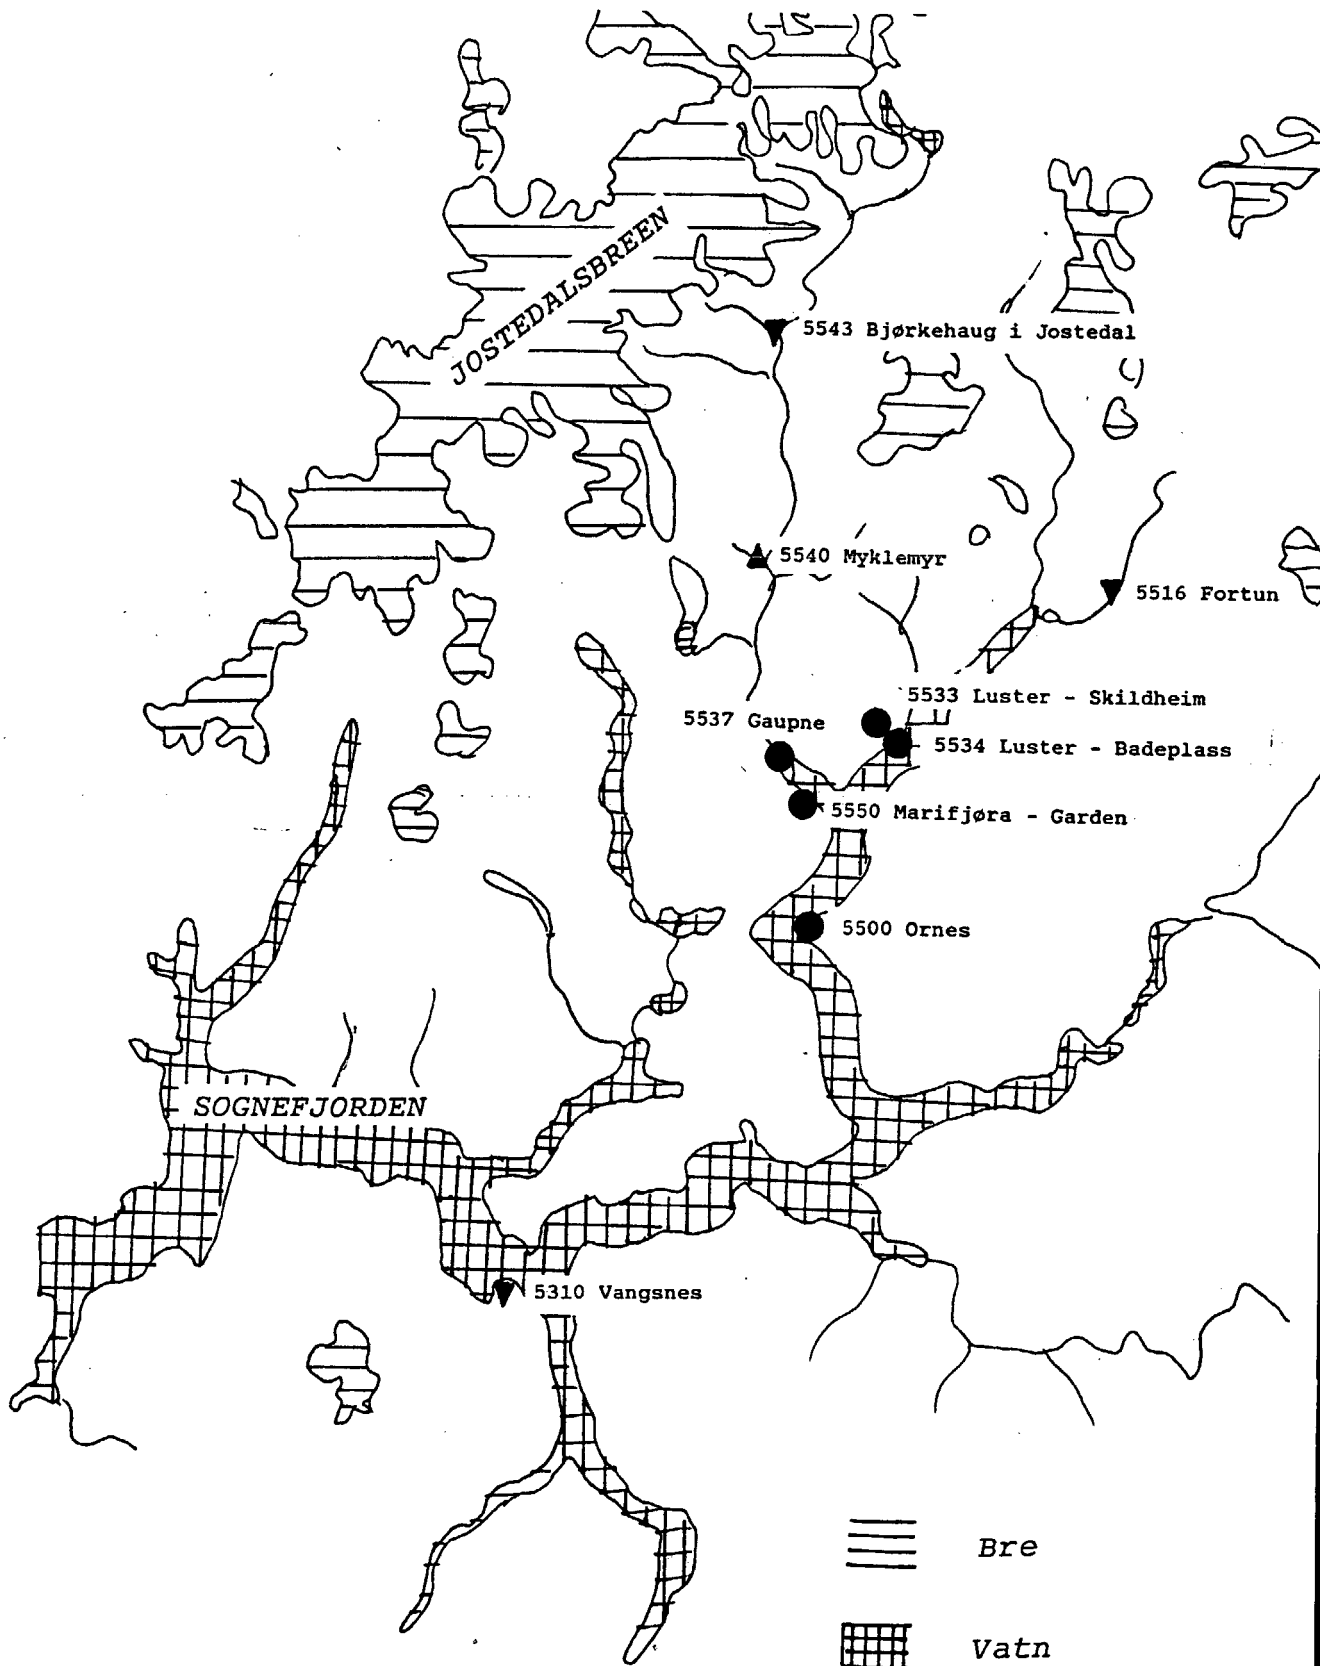 JOSTEDALSBREEN
5543 Bjørkehaug i Jostedal
5540 Myklemyr
5516 Fortun
5533 Luster - Skildheim
5537 Gaupne
5534 Luster - Badeplass
5550 Marifjøra - Garden
5500 Ornes
SOGNEFJORDEN
5310 Vangsnes
Bre
Vatn